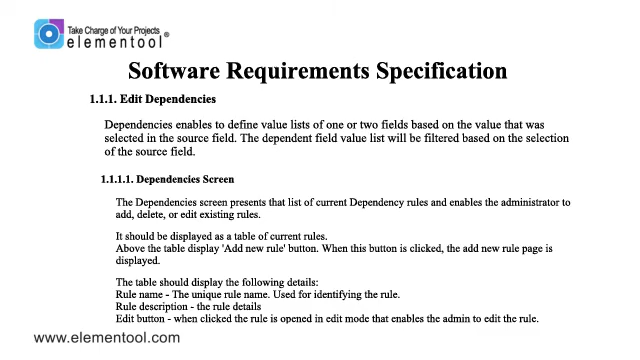 Take Charge of Your Projects
elementool®
Software Requirements Specification
1.1.1. Edit Dependencies
Dependencies enables to define value lists of one or two fields based on the value that was
selected in the source field. The dependent field value list will be filtered based on the selection
of the source field.
1.1.1.1. Dependencies Screen
The Dependencies screen presents that list of current Dependency rules and enables the administrator to
add, delete, or edit existing rules.
It should be displayed as a table of current rules.
Above the table display 'Add new rule' button. When this button is clicked, the add new rule page is
displayed.
The table should display the following details:
Rule name - The unique rule name. Used for identifying the rule.
Rule description - the rule details
Edit button - when clicked the rule is opened in edit mode that enables the admin to edit the rule.
www.elementool.com